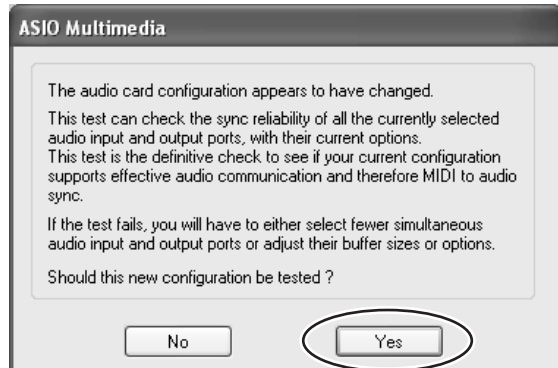 ASIO Multimedia
The audio card configuration appears to have changed.
This test can check the sync reliability of all the currently selected
audio input and output ports, with their current options.
This test is the definitive check to see if your current configuration
supports effective audio communication and therefore MIDI to audio
sync.
If the test fails, you will have to either select fewer simultaneous
audio input and output ports or adjust their buffer sizes or options.
Should this new configuration be tested ?
No
Yes